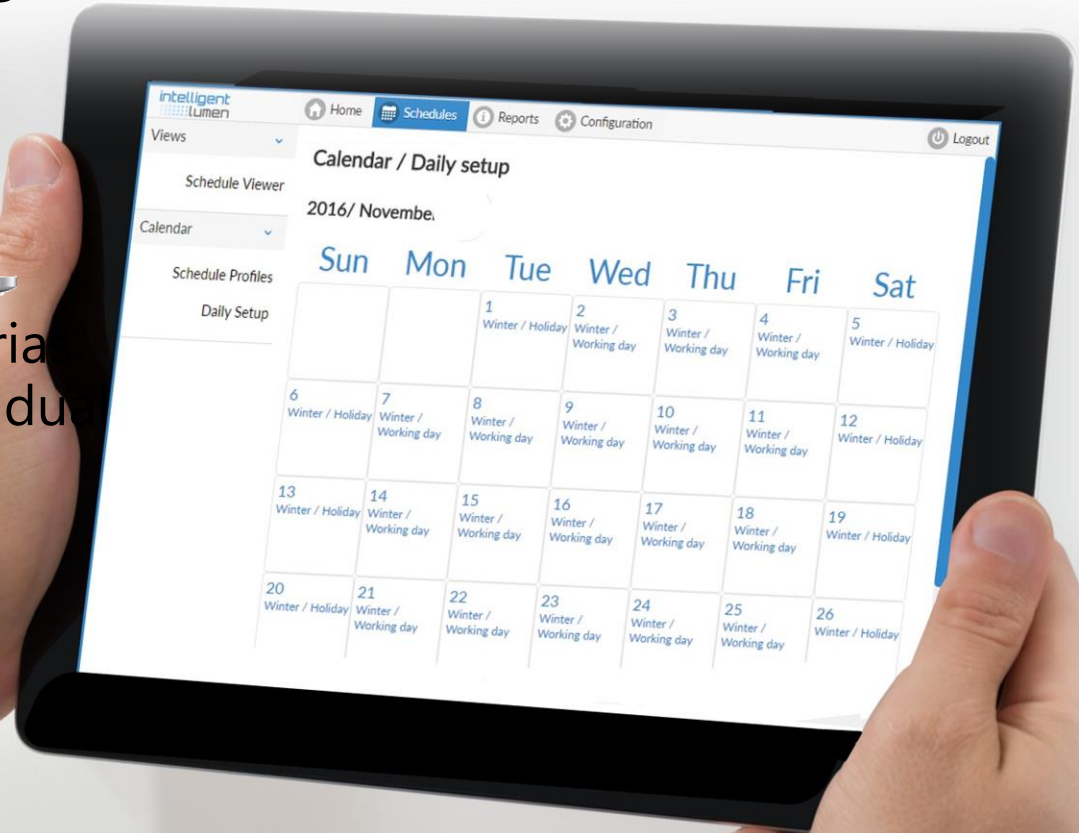 intelligent
lumen
Home Schedules Reports Configuration Logout
Views
Schedule Viewer
Calendar
Schedule Profiles
Daily Setup
Calendar / Daily setup
2016/ Novembe
Sun Mon Tue Wed Thu Fri Sat
1 2 3 4 5
Winter / Holiday Winter / Winter / Winter / Winter / Holiday
Working day Working day Working day
6 7 8 9 10 11 12
Winter / Holiday Winter / Winter / Winter / Winter / Winter / Winter / Holiday
Working day Working day Working day Working day Working day
13 14 15 16 17 18 19
Winter / Holiday Winter / Winter / Winter / Winter / Winter / Winter / Holiday
Working day Working day Working day Working day Working day
20 21 22 23 24 25 26
Winter / Holiday Winter / Winter / Winter / Winter / Winter / Winter / Holiday
Working day Working day Working day Working day Working day